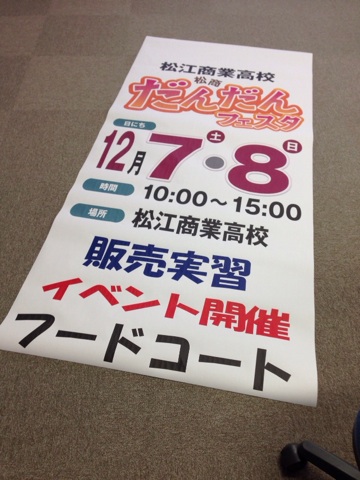 松江商業高校
松商
だんだん
フェスタ
日にち
12月7土・8日
時間 10:00～15:00
場所 松江商業高校
販売実習
イベント開催
フードコート